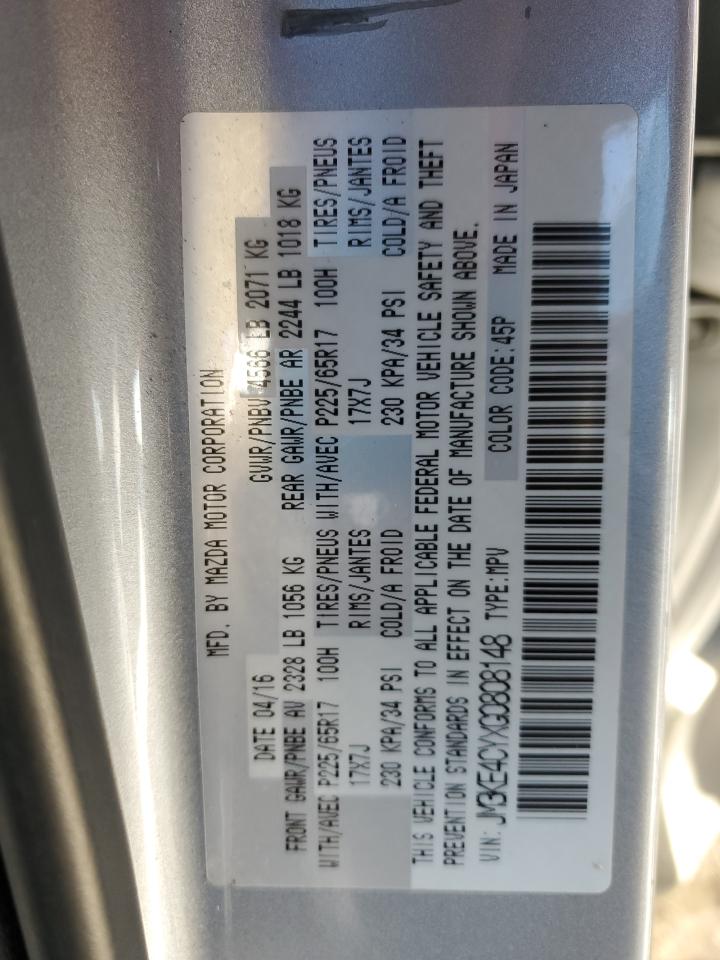 MFD. BY MAZDA MOTOR CORPORATION
DATE 04/16 GVWR/PNBV 4566 LB 2071 KG
FRONT GAWR/PNBE AV 2328 LB 1056 KG REAR GAWR/PNBE AR 2244 LB 1018 KG
WITH/AVEC P225/65R17 100H TIRES/PNEUS WITH/AVEC P225/65R17 100H TIRES/PNEUS
17X7J RIMS/JANTES 17X7J RIMS/JANTES
230 KPA/34 PSI COLD/A FROID 230 KPA/34 PSI COLD/A FROID
THIS VEHICLE CONFORMS TO ALL APPLICABLE FEDERAL MOTOR VEHICLE SAFETY AND THEFT
PREVENTION STANDARDS IN EFFECT ON THE DATE OF MANUFACTURE SHOWN ABOVE.
VIN: JM3KE4CYXG0808148 TYPE:MPV COLOR CODE:45P MADE IN JAPAN